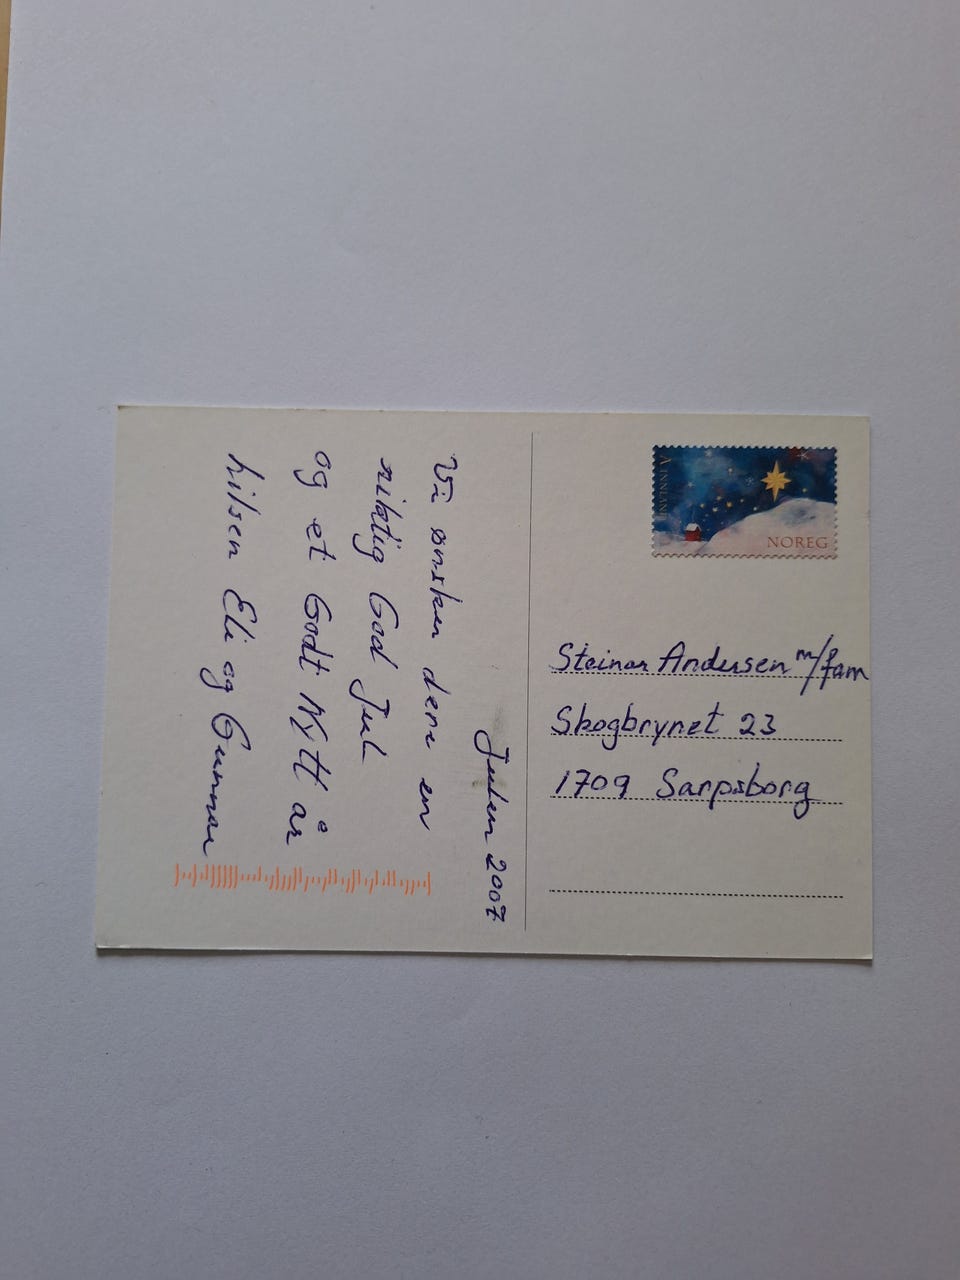 Julen 2007
Vi ønsker dere en
riktig God Jul
og et Godt Nytt år
hilsen Eli og Gunnar
A INNLAND
NOREG
Steinar Andersen m/fam
Skogbrynet 23
1709 Sarpsborg